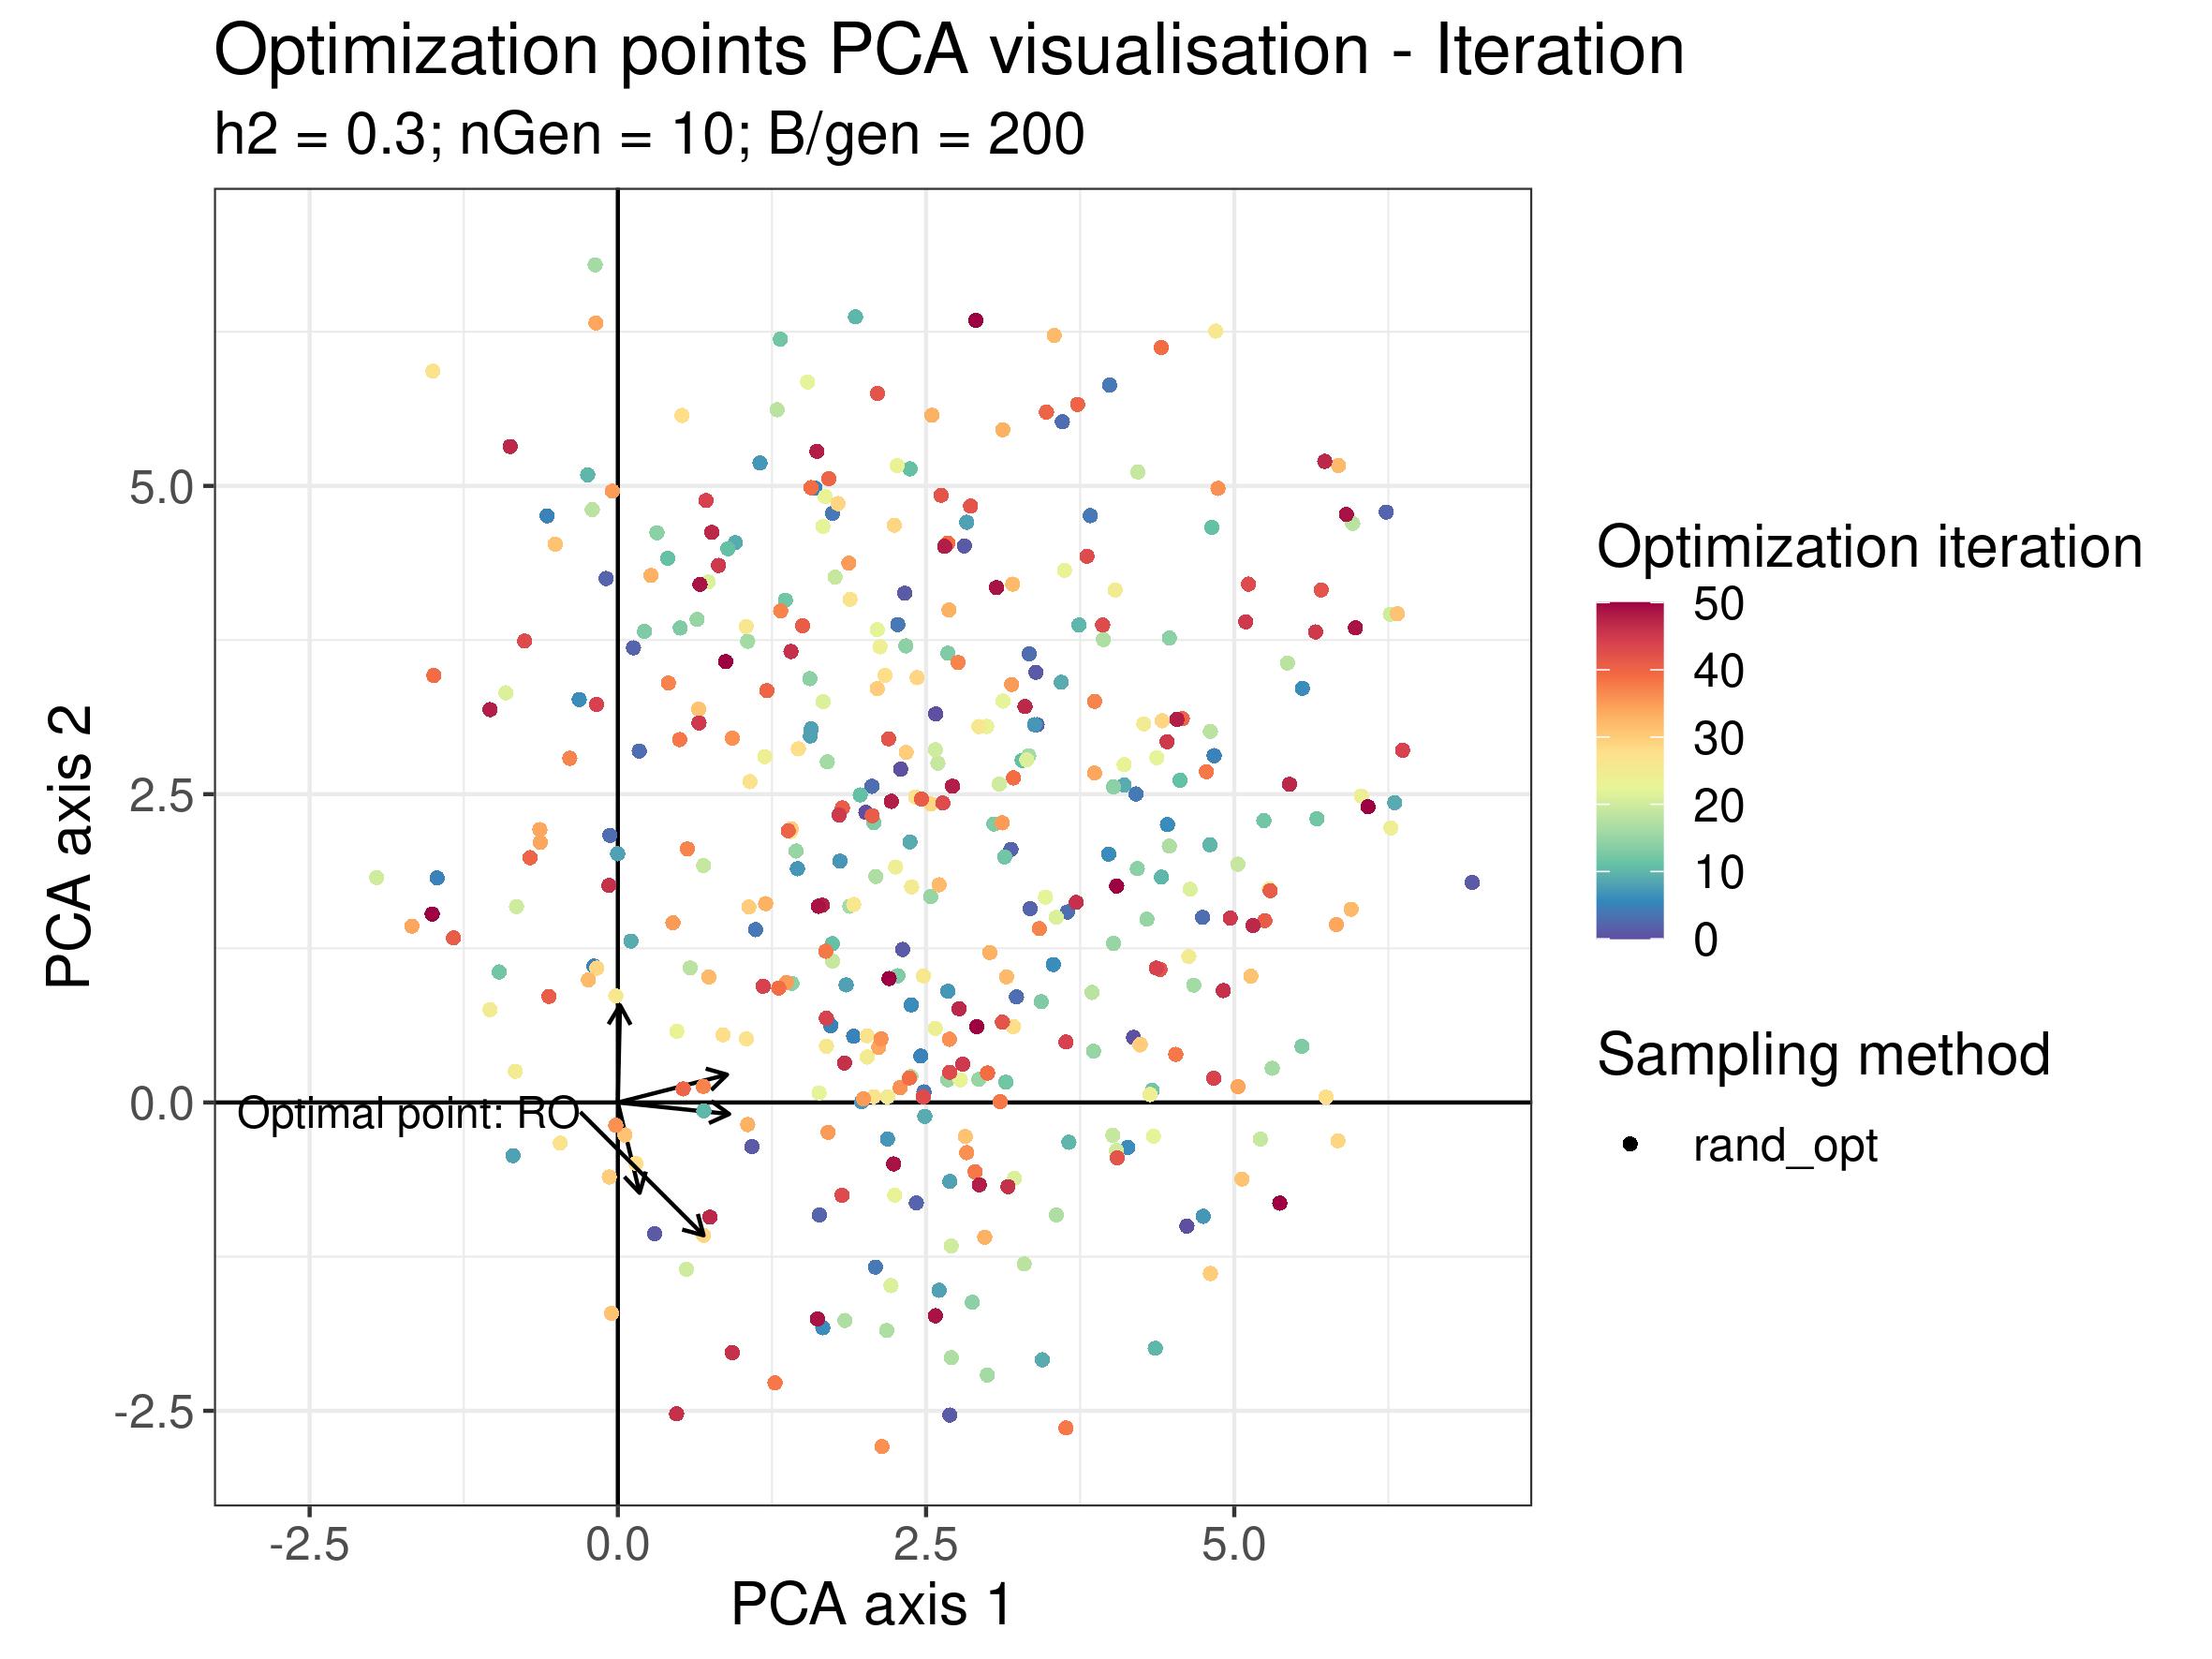 Optimization points PCA visualisation - Iteration
h2 = 0.3; nGen = 10; B/gen = 200
PCA axis 2
5.0
2.5
0.0
-2.5
Optimal point: RO
-2.5
0.0
2.5
5.0
PCA axis 1
Optimization iteration
50
40
30
20
10
0
Sampling method
rand_opt